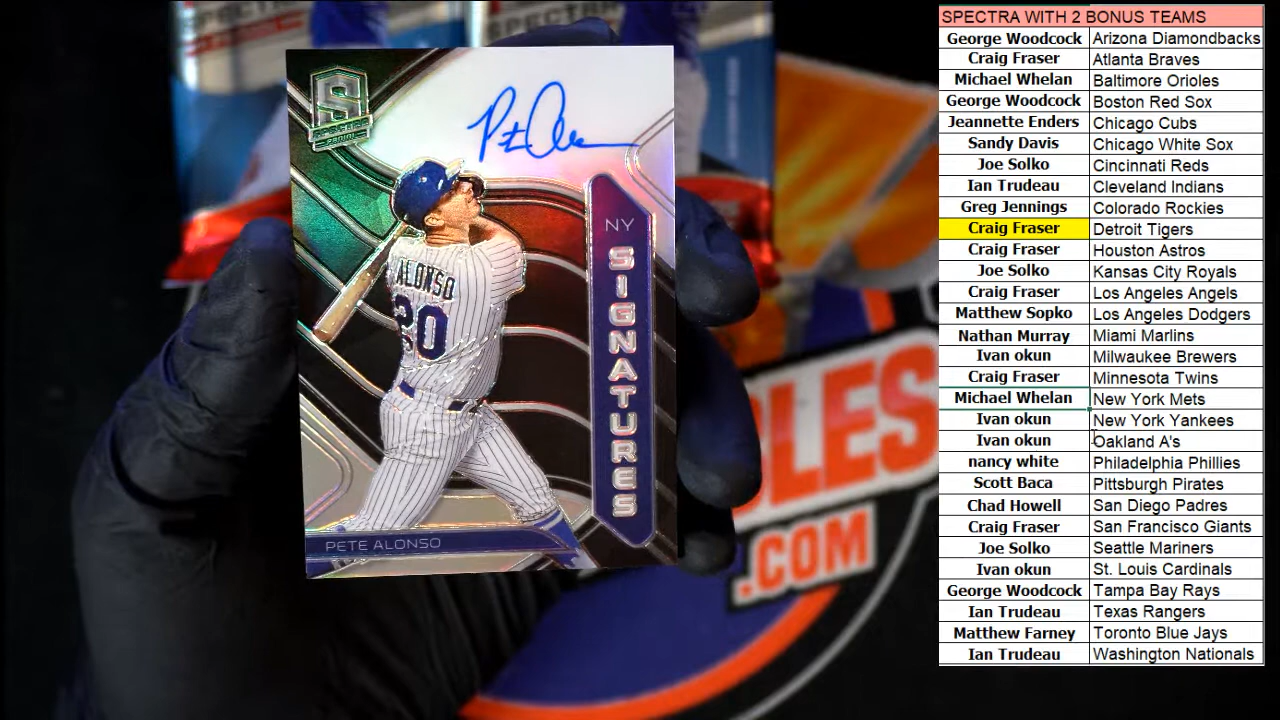 SPECTRA
PANINI
Pete Alonso
NY
SIGNATURES
ALONSO
20
PETE ALONSO
LES
.COM
SPECTRA WITH 2 BONUS TEAMS
George Woodcock Arizona Diamondbacks
Craig Fraser Atlanta Braves
Michael Whelan Baltimore Orioles
George Woodcock Boston Red Sox
Jeannette Enders Chicago Cubs
Sandy Davis Chicago White Sox
Joe Solko Cincinnati Reds
Ian Trudeau Cleveland Indians
Greg Jennings Colorado Rockies
Craig Fraser Detroit Tigers
Craig Fraser Houston Astros
Joe Solko Kansas City Royals
Craig Fraser Los Angeles Angels
Matthew Sopko Los Angeles Dodgers
Nathan Murray Miami Marlins
Ivan okun Milwaukee Brewers
Craig Fraser Minnesota Twins
Michael Whelan New York Mets
Ivan okun New York Yankees
Ivan okun Oakland A's
nancy white Philadelphia Phillies
Scott Baca Pittsburgh Pirates
Chad Howell San Diego Padres
Craig Fraser San Francisco Giants
Joe Solko Seattle Mariners
Ivan okun St. Louis Cardinals
George Woodcock Tampa Bay Rays
Ian Trudeau Texas Rangers
Matthew Farney Toronto Blue Jays
Ian Trudeau Washington Nationals